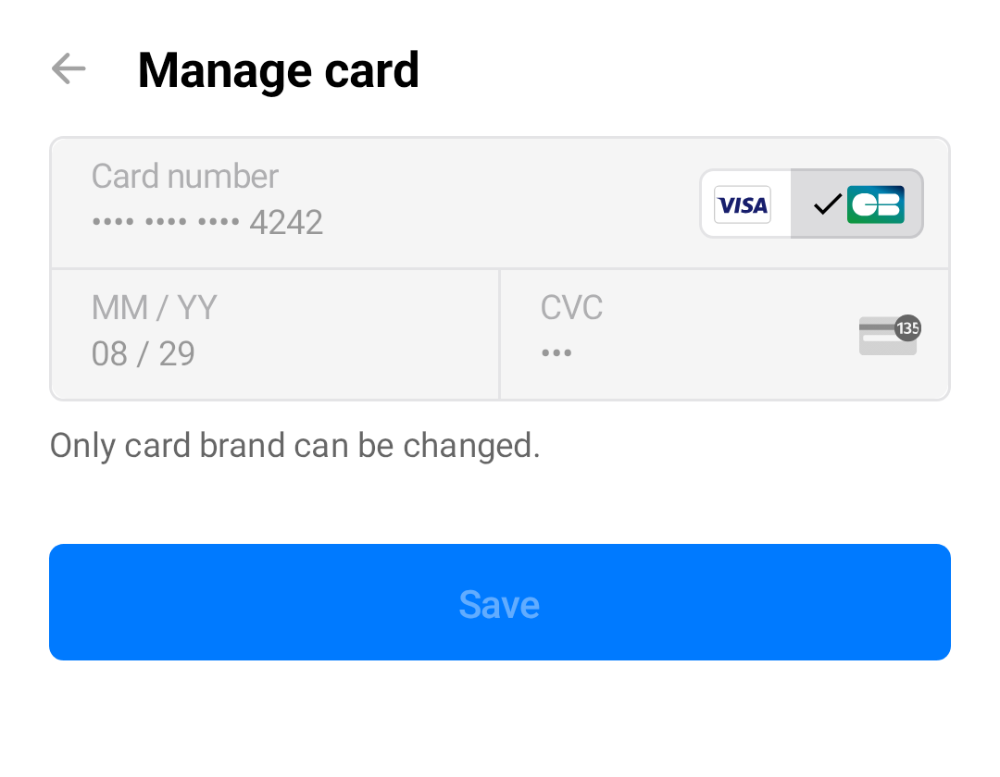 Manage card
Card number
•••• •••• •••• 4242
VISA
CB
MM / YY
08 / 29
CVC
•••
135
Only card brand can be changed.
Save